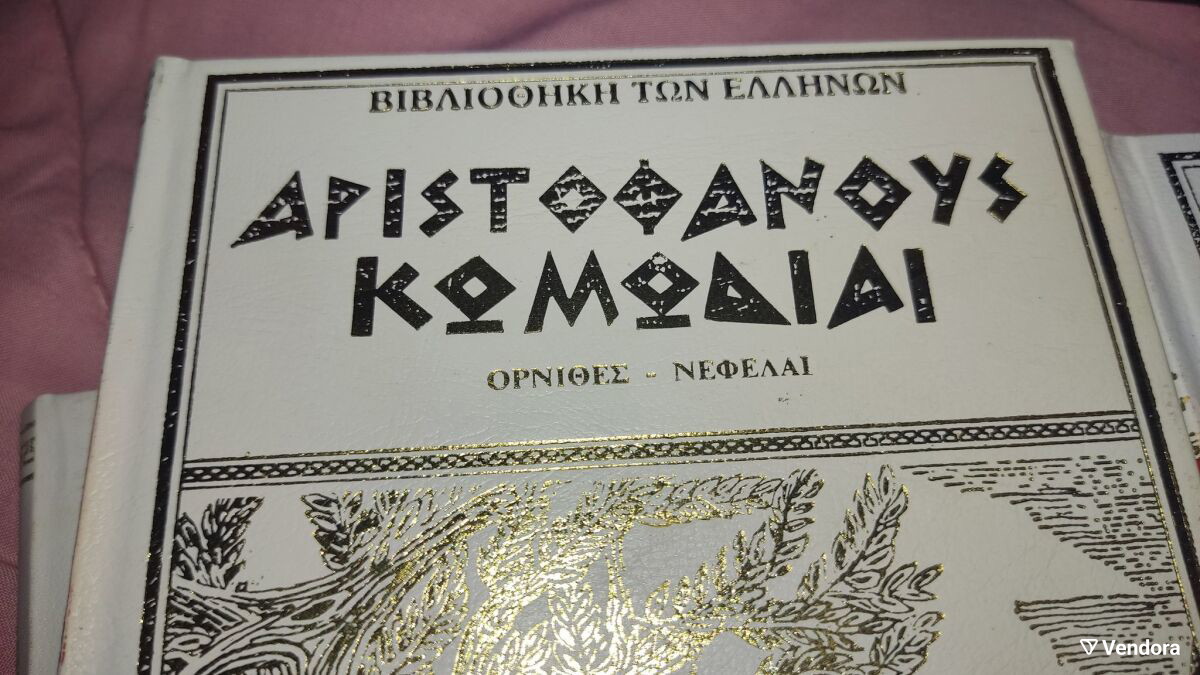 ΒΙΒΛΙΟΘΗΚΗ ΤΩΝ ΕΛΛΗΝΩΝ
ΑΡΙΣΤΟΦΑΝΟΥΣ
ΚΩΜΩΔΙΑΙ
ΟΡΝΙΘΕΣ - ΝΕΦΕΛΑΙ
Vendora